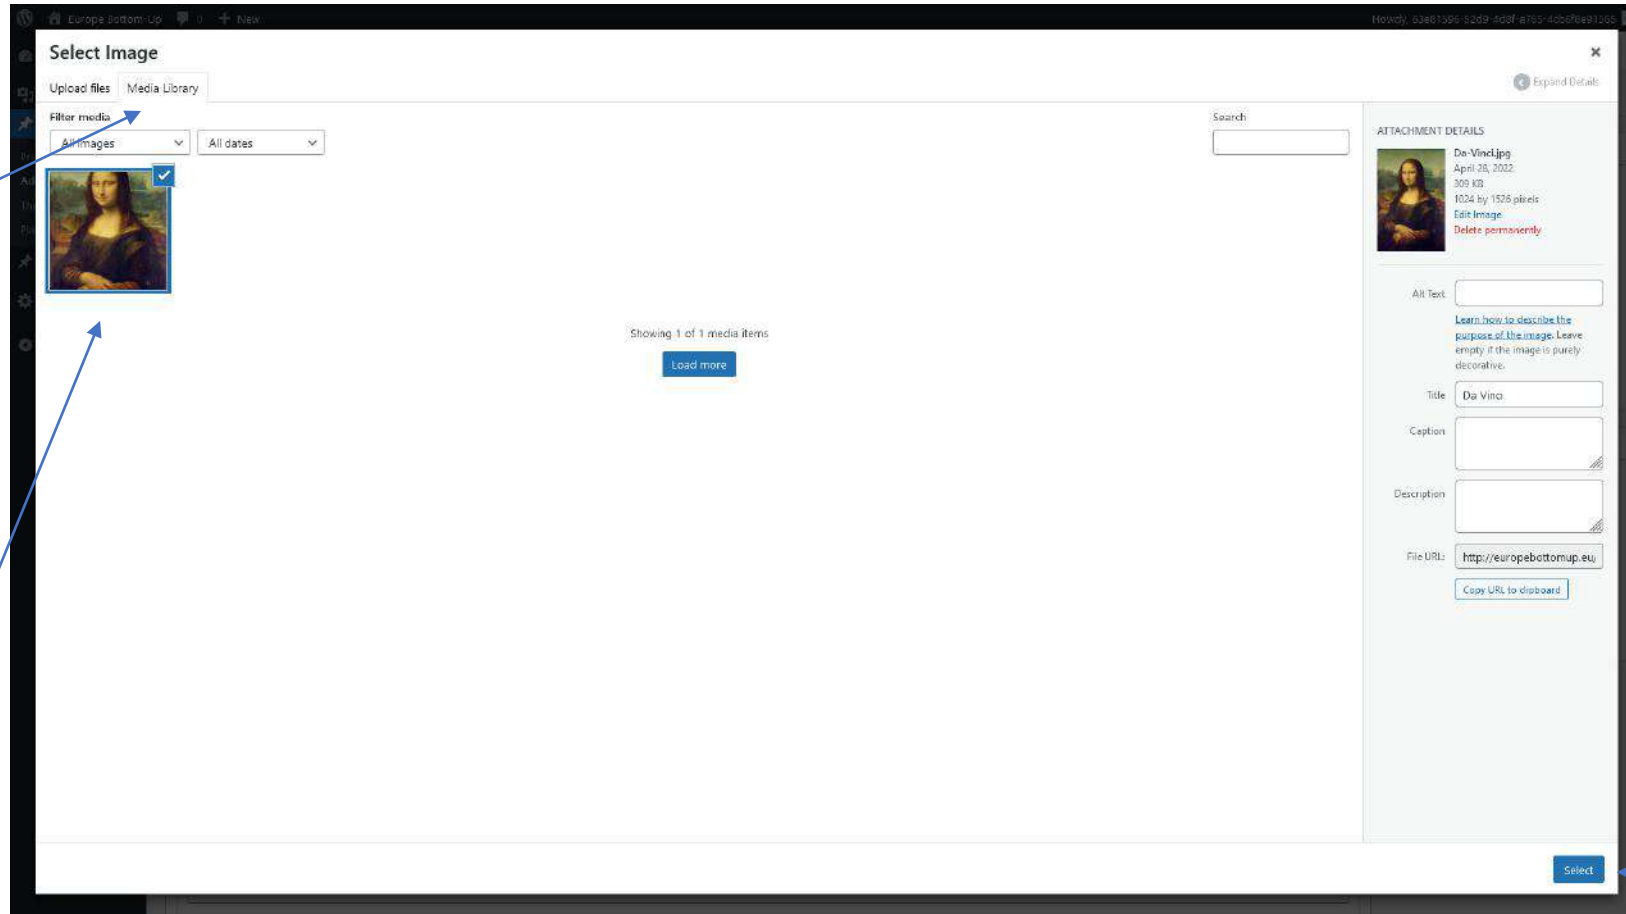 Europe Bottom-Up 0 + New
Howdy,
Select Image
Upload files Media Library
Expand Details
Filter media
All images All dates
Search
Showing 1 of 1 media items
Load more
ATTACHMENT DETAILS
Da-Vinci.jpg
April 28, 2022
309 KB
1024 by 1526 pixels
Edit Image
Delete permanently
Alt Text
Learn how to describe the
purpose of the image. Leave
empty if the image is purely
decorative.
Title Da Vinci
Caption
Description
File URL: http://europebottomup.eu/
Copy URL to clipboard
Select